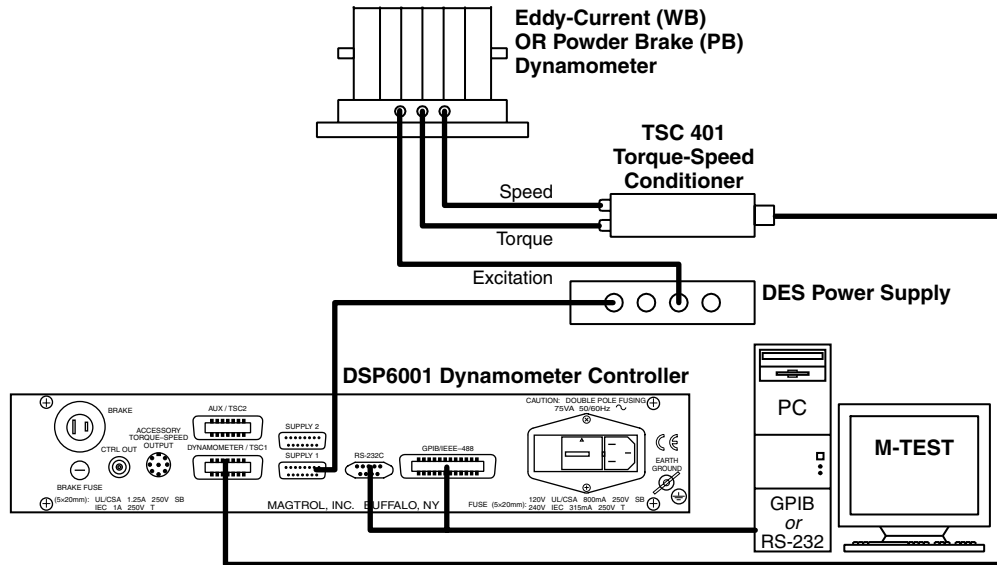 Eddy-Current (WB)
OR Powder Brake (PB)
Dynamometer
TSC 401
Torque-Speed
Conditioner
Speed
Torque
Excitation
DES Power Supply
DSP6001 Dynamometer Controller
BRAKE
AUX / TSC2
CAUTION: DOUBLE POLE FUSING
75VA 50/60Hz
ACCESSORY
TORQUE–SPEED
OUTPUT
CTRL OUT
DYNAMOMETER / TSC1
SUPPLY 2
SUPPLY 1
RS-232C
GPIB/IEEE–488
CE
EARTH
GROUND
BRAKE FUSE
(5x20mm): UL/CSA 1.25A 250V SB
IEC 1A 250V T
MAGTROL, INC. BUFFALO, NY
FUSE (5x20mm): 120V UL/CSA 800mA 250V SB
240V IEC 315mA 250V T
PC
GPIB
or
RS-232
M-TEST